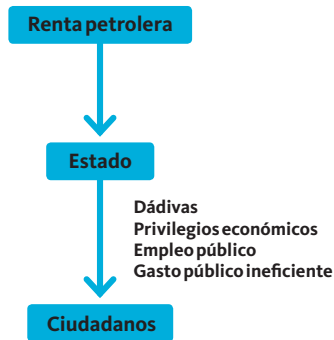 Renta petrolera
Estado
Dádivas
Privilegios económicos
Empleo público
Gasto público ineficiente
Ciudadanos